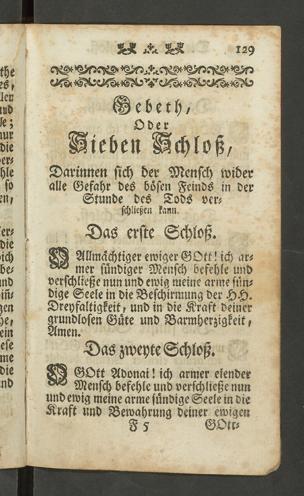 129
Gebeth,
Oder
Sieben Schloß,
Darinnen sich der Mensch wider
alle Gefahr des bösen Feinds in der
Stunde des Tods ver-
schließen kann.
Das erste Schloß.
O Allmächtiger ewiger GOtt! ich ar-
mer sündiger Mensch befehle und
verschließe nun und ewig meine arme sün-
dige Seele in die Beschirmung der HH.
Dreyfaltigkeit, und in die Kraft deiner
grundlosen Güte und Barmherzigkeit,
Amen.
Das zweyte Schloß.
O GOtt Adonai! ich armer elender
Mensch befehle und verschließe nun
und ewig meine arme sündige Seele in die
Kraft und Bewahrung deiner ewigen
F 5 GOtt-